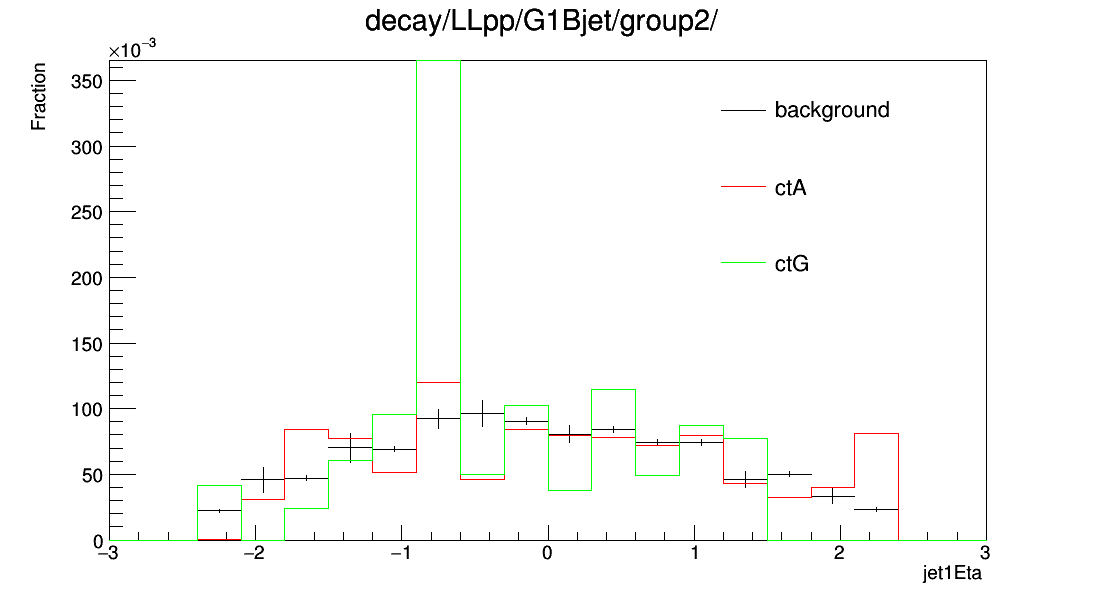 decay/LLpp/G1Bjet/group2/
×10⁻³
Fraction
350
300
250
200
150
100
50
0
background
ctA
ctG
−3 −2 −1 0 1 2 3
jet1Eta